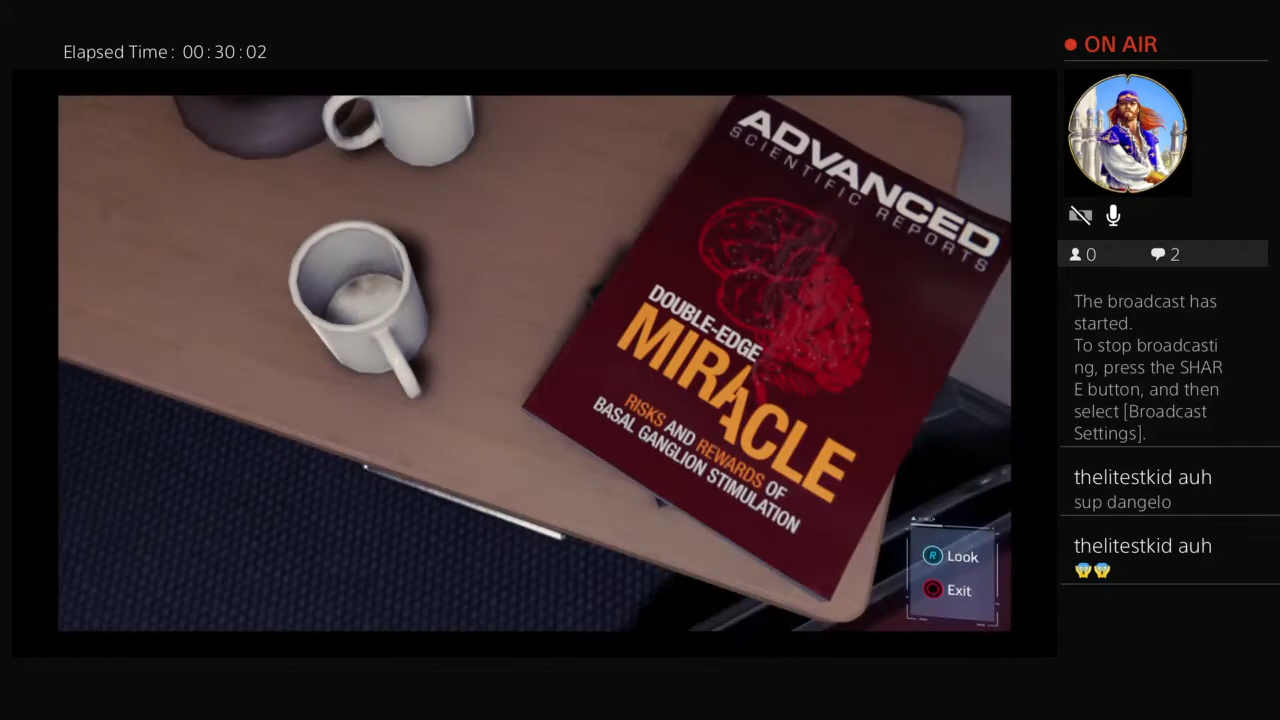 Elapsed Time: 00:30:02
ON AIR
ADVANCED
SCIENTIFIC REPORTS
DOUBLE-EDGE
MIRACLE
RISKS AND REWARDS OF
BASAL GANGLION STIMULATION
R Look
Exit
0
2
The broadcast has
started.
To stop broadcasti
ng, press the SHAR
E button, and then
select [Broadcast
Settings].
thelitestkid auh
sup dangelo
thelitestkid auh
😱😱